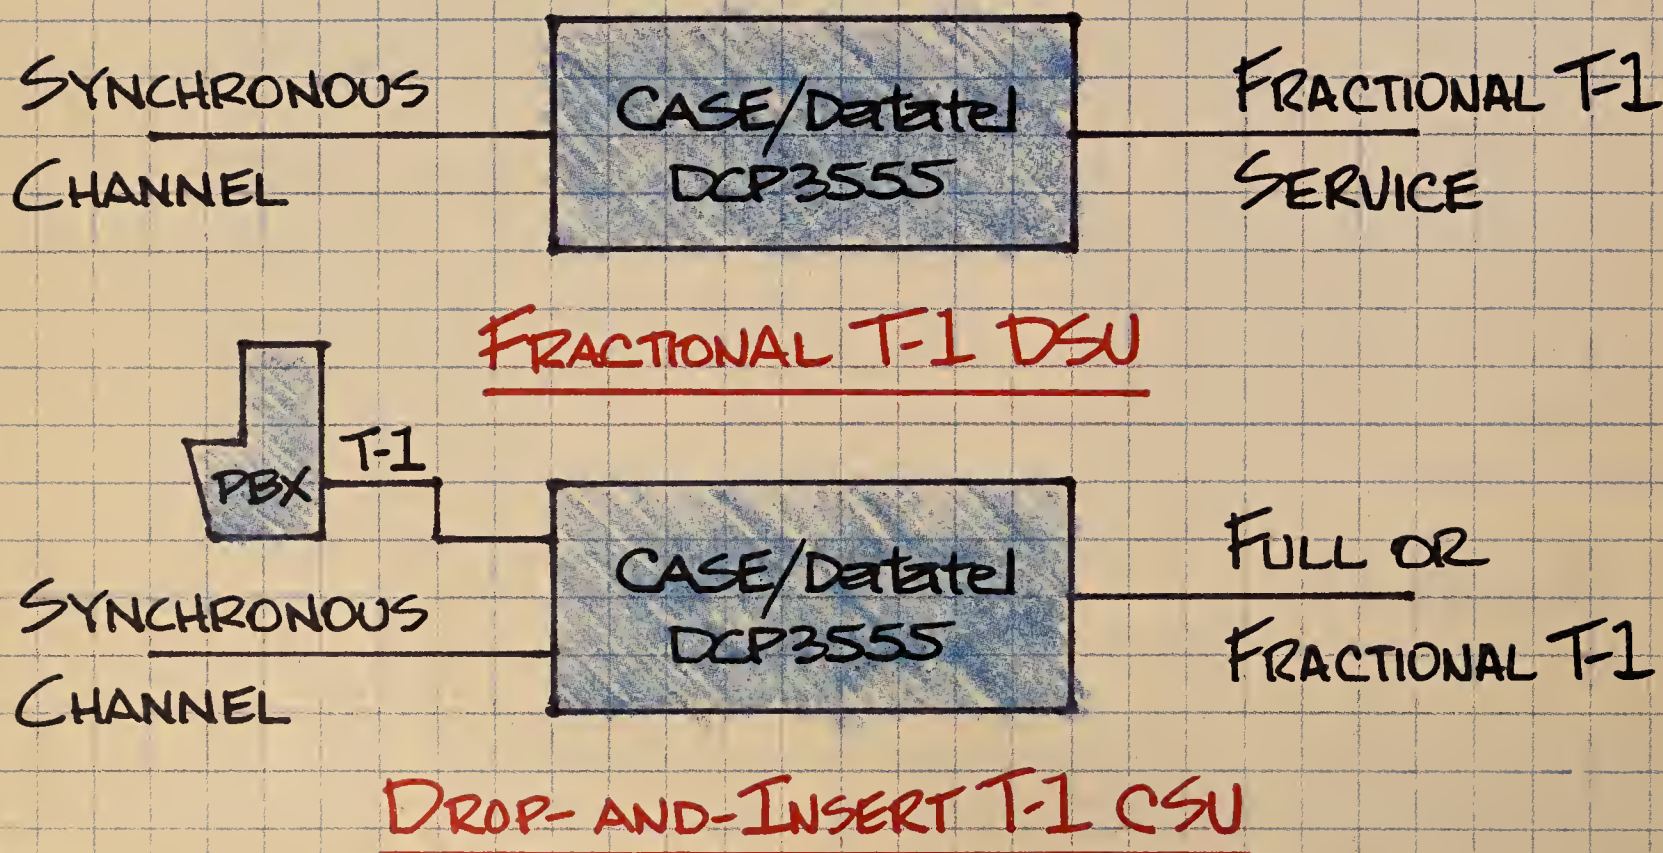 SYNCHRONOUS
CHANNEL
CASE/Datatel
DCP3555
FRACTIONAL T-1
SERVICE
FRACTIONAL T-1 DSU
PBX
T-1
SYNCHRONOUS
CHANNEL
CASE/Datatel
DCP3555
FULL OR
FRACTIONAL T-1
DROP-AND-INSERT T-1 CSU